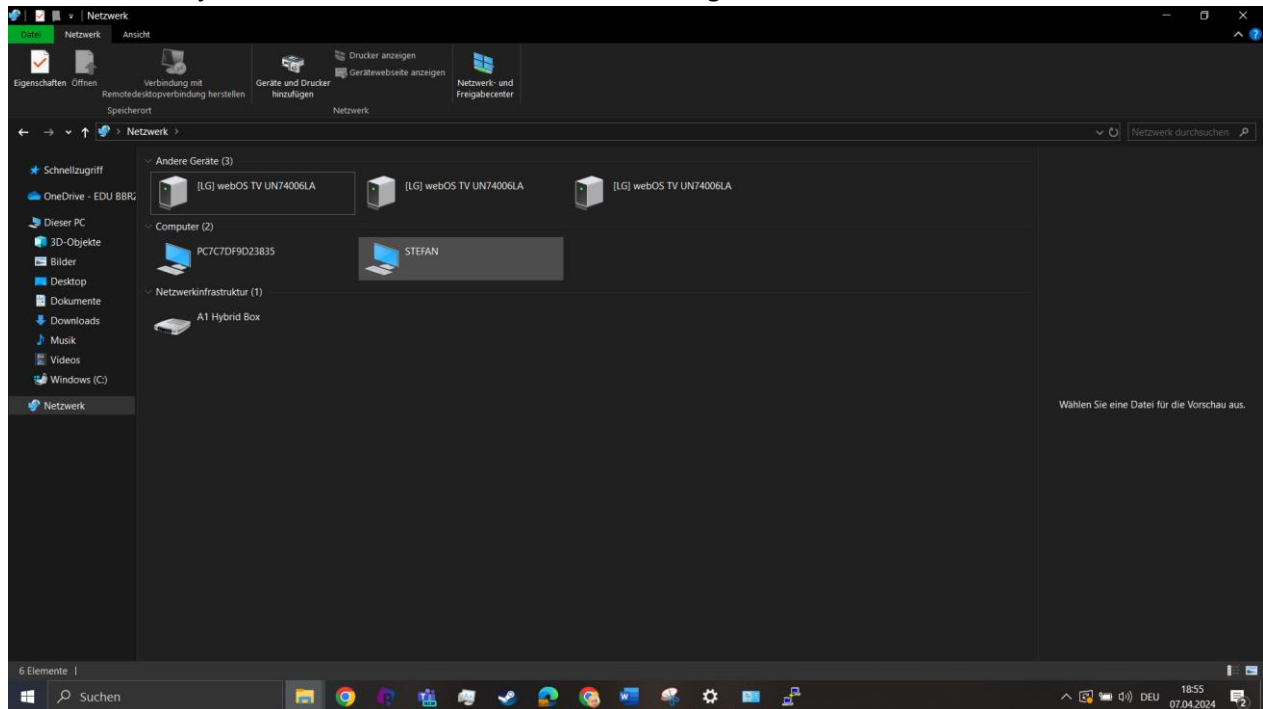 Netzwerk
Datei Netzwerk Ansicht
Eigenschaften Öffnen Verbindung mit Remotedesktopverbindung herstellen
Geräte und Drucker hinzufügen
Drucker anzeigen
Gerätewebseite anzeigen
Netzwerk- und Freigabecenter
Speicherort Netzwerk
Netzwerk
Netzwerk durchsuchen
Schnellzugriff
OneDrive - EDU BBRZ
Dieser PC
3D-Objekte
Bilder
Desktop
Dokumente
Downloads
Musik
Videos
Windows (C:)
Netzwerk
Andere Geräte (3)
[LG] webOS TV UN74006LA [LG] webOS TV UN74006LA [LG] webOS TV UN74006LA
Computer (2)
PC7C7DF9D23835 STEFAN
Netzwerkinfrastruktur (1)
A1 Hybrid Box
Wählen Sie eine Datei für die Vorschau aus.
6 Elemente
Suchen
DEU
18:55
07.04.2024
2